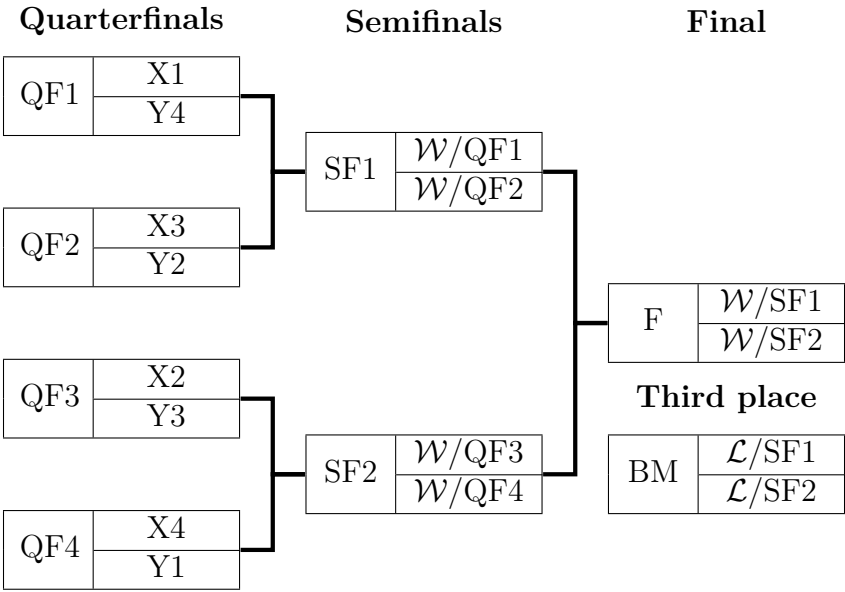 Quarterfinals
Semifinals
Final
QF1
X1
Y4
SF1
𝒲/QF1
𝒲/QF2
QF2
X3
Y2
F
𝒲/SF1
𝒲/SF2
QF3
X2
Y3
Third place
SF2
𝒲/QF3
𝒲/QF4
BM
ℒ/SF1
ℒ/SF2
QF4
X4
Y1